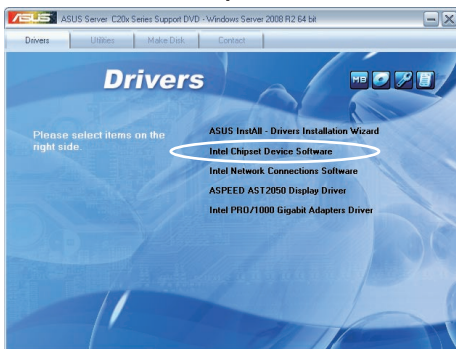 ASUS ASUS Server C20x Series Support DVD - Windows Server 2008 R2 64 bit
Drivers Utilities Make Disk Contact
Drivers
MB
Please select items on the right side.
ASUS InstAll - Drivers Installation Wizard
Intel Chipset Device Software
Intel Network Connections Software
ASPEED AST2050 Display Driver
Intel PRO/1000 Gigabit Adapters Driver